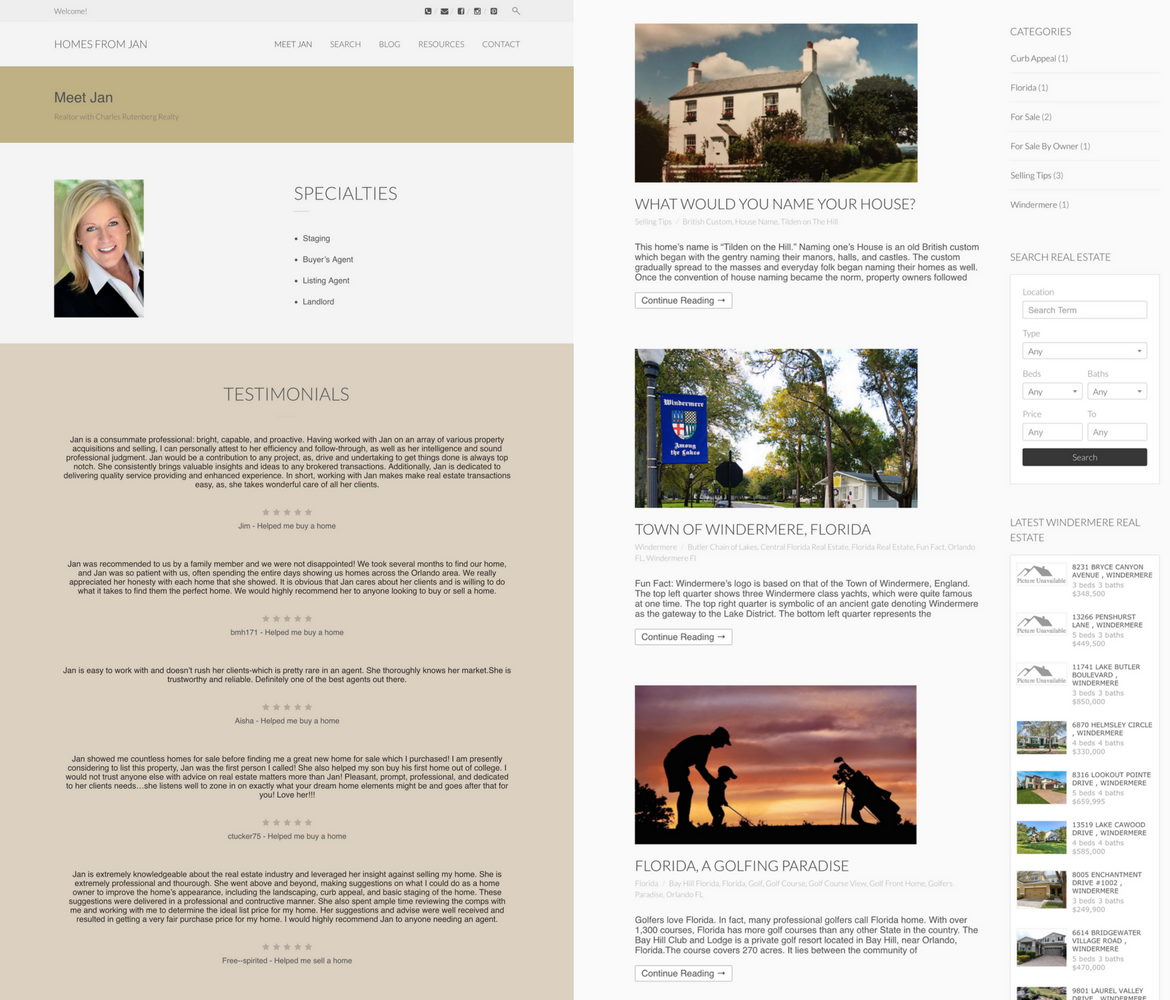 Welcome!
HOMES FROM JAN
MEET JAN
SEARCH
BLOG
RESOURCES
CONTACT
Meet Jan
Realtor with Charles Rutenberg Realty
SPECIALTIES
• Staging
• Buyer's Agent
• Listing Agent
• Landlord
TESTIMONIALS
Jan is a consummate professional: bright, capable, and proactive. Having worked with Jan on an array of various property
acquisitions and selling, I can personally attest to her efficiency and follow-through, as well as her intelligence and sound
professional judgment. Jan would be a contribution to any project, as, drive and undertaking to get things done is always top
notch. She consistently brings valuable insights and ideas to any brokered transactions. Additionally, Jan is dedicated to
delivering quality service providing and enhanced experience. In short, working with Jan makes make real estate transactions
easy, as, she takes wonderful care of all her clients.
Jim - Helped me buy a home
Jan was recommended to us by a family member and we were not disappointed! We took several months to find our home,
and Jan was so patient with us, often spending the entire days showing us homes across the Orlando area. We really
appreciated her honesty with each home that she showed. It is obvious that Jan cares about her clients and is willing to do
what it takes to find them the perfect home. We would highly recommend her to anyone looking to buy or sell a home.
bmh171 - Helped me buy a home
Jan is easy to work with and doesn't rush her clients-which is pretty rare in an agent. She thoroughly knows her market.She is
trustworthy and reliable. Definitely one of the best agents out there.
Aisha - Helped me buy a home
Jan showed me countless homes for sale before finding me a great new home for sale which I purchased! I am presently
considering to list this property, Jan was the first person I called! She also helped my son buy his first home out of college. I
would not trust anyone else with advice on real estate matters more than Jan! Pleasant, prompt, professional, and dedicated
to her clients needs…she listens well to zone in on exactly what your dream home elements might be and goes after that for
you! Love her!!!
ctucker75 - Helped me buy a home
Jan is extremely knowledgeable about the real estate industry and leveraged her insight against selling my home. She is
extremely professional and thourough. She went above and beyond, making suggestions on what I could do as a home
owner to improve the home's appearance, including the landscaping, curb appeal, and basic staging of the home. These
suggestions were delivered in a professional and contructive manner. She also spent ample time reviewing the comps with
me and working with me to determine the ideal list price for my home. Her suggestions and advise were well received and
resulted in getting a very fair purchase price for my home. I would highly recommend Jan to anyone needing an agent.
Free--spirited - Helped me sell a home
WHAT WOULD YOU NAME YOUR HOUSE?
Selling Tips / British Custom, House Name, Tilden on The Hill
This home's name is "Tilden on the Hill." Naming one's House is an old British custom
which began with the gentry naming their manors, halls, and castles. The custom
gradually spread to the masses and everyday folk began naming their homes as well.
Once the convention of house naming became the norm, property owners followed
Continue Reading →
Windermere
Among
the Lakes
TOWN OF WINDERMERE, FLORIDA
Windermere / Butler Chain of Lakes, Central Florida Real Estate, Florida Real Estate, Fun Fact, Orlando
FL, Windermere Fl
Fun Fact: Windermere's logo is based on that of the Town of Windermere, England.
The top left quarter shows three Windermere class yachts, which were quite famous
at one time. The top right quarter is symbolic of an ancient gate denoting Windermere
as the gateway to the Lake District. The bottom left quarter represents the
Continue Reading →
FLORIDA, A GOLFING PARADISE
Florida / Bay Hill Florida, Florida, Golf, Golf Course, Golf Course View, Golf Front Home, Golfers
Paradise, Orlando FL
Golfers love Florida. In fact, many professional golfers call Florida home. With over
1,300 courses, Florida has more golf courses than any other State in the country. The
Bay Hill Club and Lodge is a private golf resort located in Bay Hill, near Orlando,
Florida.The course covers 270 acres. It lies between the community of
Continue Reading →
CATEGORIES
Curb Appeal (1)
Florida (1)
For Sale (2)
For Sale By Owner (1)
Selling Tips (3)
Windermere (1)
SEARCH REAL ESTATE
Location
Search Term
Type
Any
Beds Baths
Any Any
Price To
Any Any
Search
LATEST WINDERMERE REAL
ESTATE
Picture Unavailable
8231 BRYCE CANYON
AVENUE , WINDERMERE
3 beds 3 baths
$348,500
Picture Unavailable
13266 PENSHURST
LANE , WINDERMERE
5 beds 3 baths
$449,500
Picture Unavailable
11741 LAKE BUTLER
BOULEVARD ,
WINDERMERE
3 beds 3 baths
$850,000
6870 HELMSLEY CIRCLE
, WINDERMERE
4 beds 4 baths
$330,000
8316 LOOKOUT POINTE
DRIVE , WINDERMERE
5 beds 4 baths
$659,995
13519 LAKE CAWOOD
DRIVE , WINDERMERE
4 beds 4 baths
$585,000
8005 ENCHANTMENT
DRIVE #1002 ,
WINDERMERE
3 beds 3 baths
$249,900
6614 BRIDGEWATER
VILLAGE ROAD ,
WINDERMERE
5 beds 3 baths
$470,000
9801 LAUREL VALLEY
DRIVE , WINDERMERE